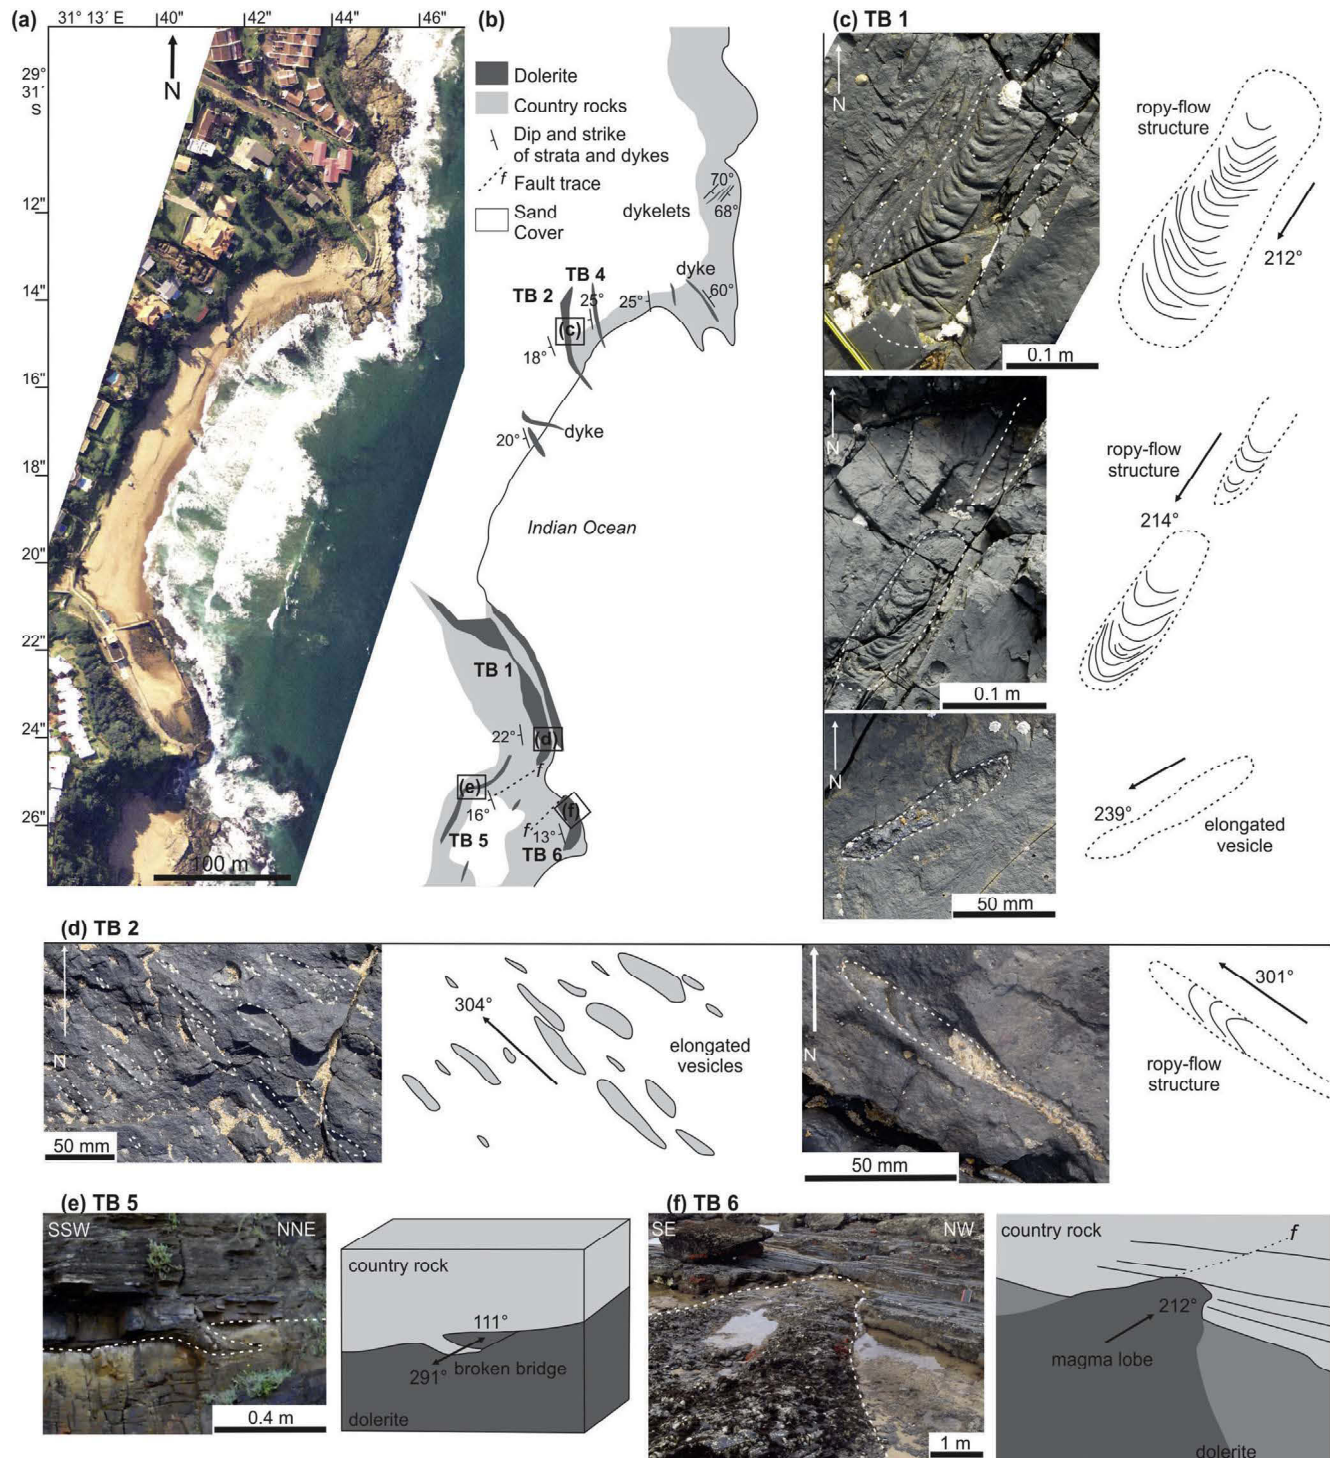 (a)
31° 13′ E
40"
42"
44"
46"
29°
31′
S
N
12"
14"
16"
18"
20"
22"
24"
26"
100 m
(b)
Dolerite
Country rocks
Dip and strike
of strata and dykes
f Fault trace
Sand
Cover
70°
dykelets
68°
dyke
60°
TB 4
TB 2
25°
25°
(c)
18°
dyke
20°
Indian Ocean
TB 1
22°
(d)
f
(e)
16°
(f)
f
13°
TB 5
TB 6
(c) TB 1
N
0.1 m
ropy-flow
structure
212°
N
0.1 m
ropy-flow
structure
214°
N
50 mm
239°
elongated
vesicle
(d) TB 2
N
50 mm
304°
elongated
vesicles
N
50 mm
301°
ropy-flow
structure
(e) TB 5
SSW
NNE
0.4 m
country rock
111°
broken bridge
291°
dolerite
(f) TB 6
SE
NW
1 m
country rock
f
212°
magma lobe
dolerite